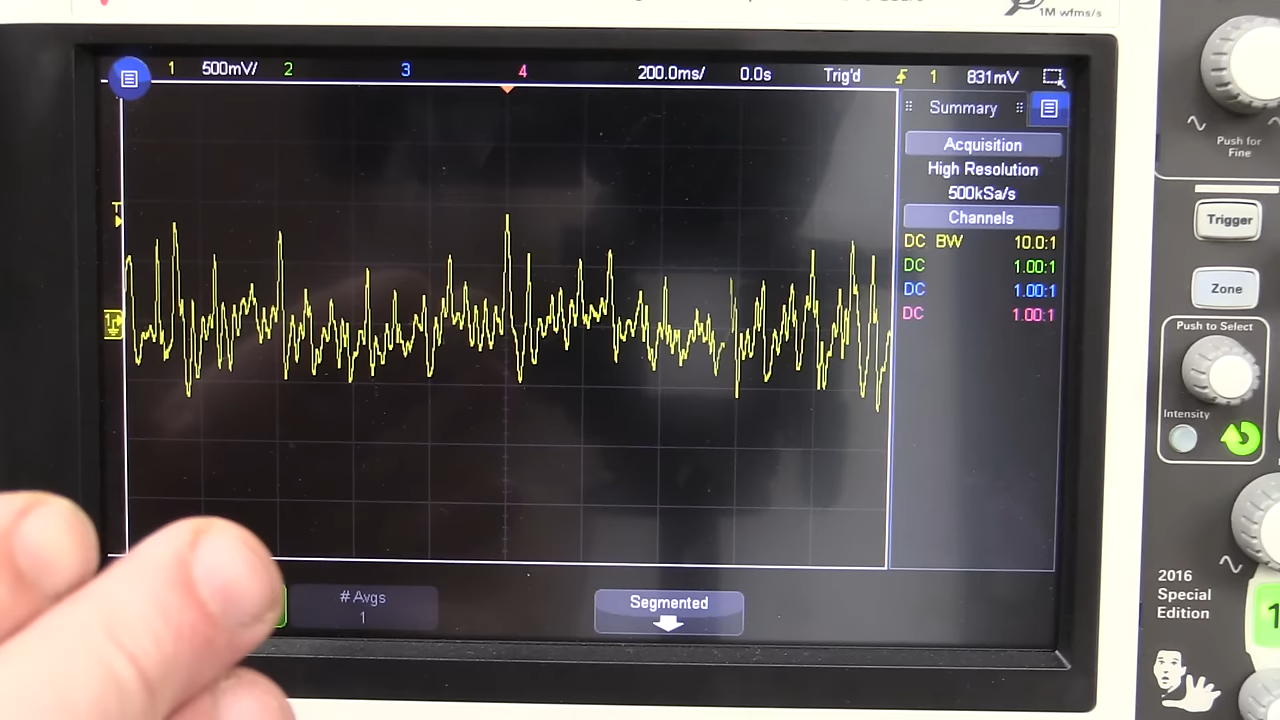 1M wfms/s
1 500mV/ 2 3 4 200.0ms/ 0.0s Trig'd 1 831mV
Summary
Acquisition
High Resolution
500kSa/s
Channels
DC BW 10.0:1
DC 1.00:1
DC 1.00:1
DC 1.00:1
T
1
# Avgs
1
Segmented
Push for
Fine
Trigger
Zone
Push to Select
Intensity
2016
Special
Edition
1